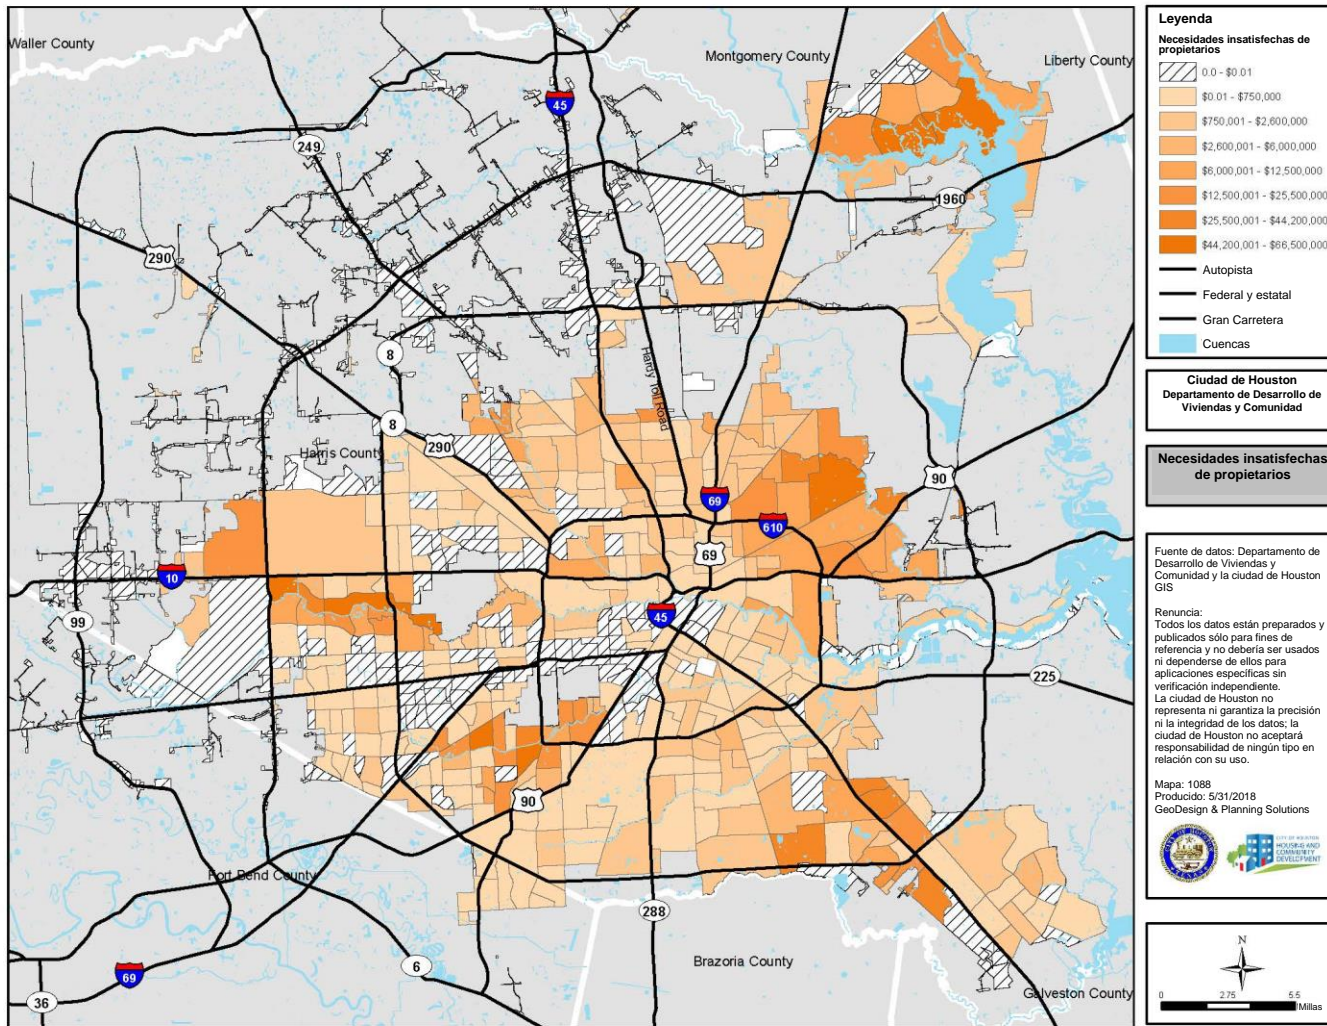 Waller County
Montgomery County
Liberty County
45
249
1960
290
8
Hardy Toll Road
8
290
Harris County
90
69
610
69
10
99
45
225
90
Fort Bend County
288
6
69
36
Brazoria County
Galveston County
Leyenda
Necesidades insatisfechas de
propietarios
0.0 - $0.01
$0.01 - $750,000
$750,001 - $2,600,000
$2,600,001 - $6,000,000
$6,000,001 - $12,500,000
$12,500,001 - $25,500,000
$25,500,001 - $44,200,000
$44,200,001 - $66,500,000
Autopista
Federal y estatal
Gran Carretera
Cuencas
Ciudad de Houston
Departamento de Desarrollo de
Viviendas y Comunidad
Necesidades insatisfechas
de propietarios
Fuente de datos: Departamento de
Desarrollo de Viviendas y
Comunidad y la ciudad de Houston
GIS
Renuncia:
Todos los datos están preparados y
publicados sólo para fines de
referencia y no debería ser usados
ni dependerse de ellos para
aplicaciones específicas sin
verificación independiente.
La ciudad de Houston no
representa ni garantiza la precisión
ni la integridad de los datos; la
ciudad de Houston no aceptará
responsabilidad de ningún tipo en
relación con su uso.
Mapa: 1088
Producido: 5/31/2018
GeoDesign & Planning Solutions
CITY OF HOUSTON
HOUSING AND
COMMUNITY
DEVELOPMENT
N
0 2.75 5.5
Millas